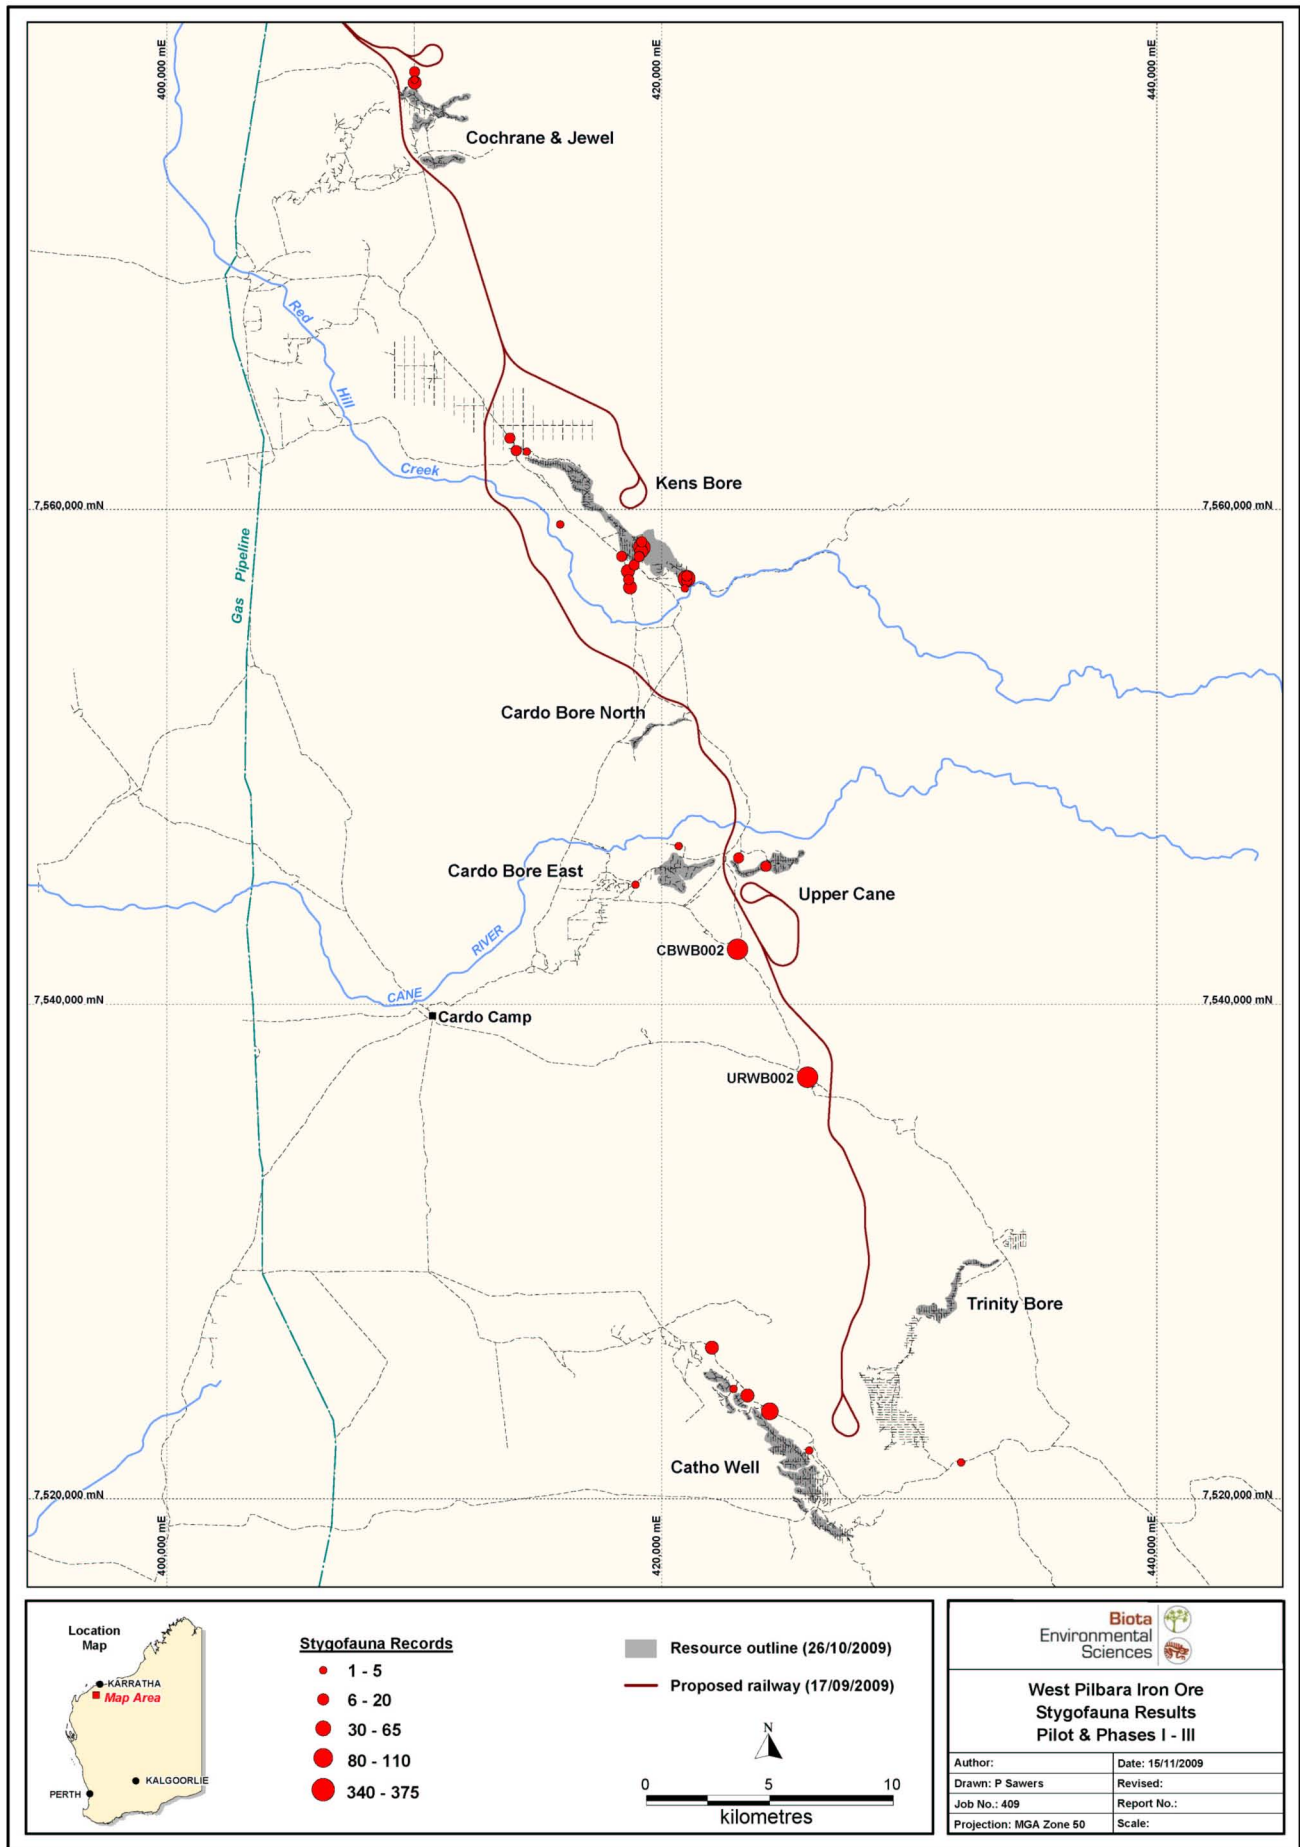 400,000 mE
420,000 mE
440,000 mE
Cochrane & Jewel
Red
Hill
Creek
Kens Bore
7,560,000 mN
7,560,000 mN
Gas Pipeline
Cardo Bore North
Cardo Bore East
Upper Cane
RIVER
CBWB002
CANE
7,540,000 mN
7,540,000 mN
Cardo Camp
URWB002
Trinity Bore
Catho Well
7,520,000 mN
7,520,000 mN
400,000 mE
420,000 mE
440,000 mE
Location
Map
KARRATHA
Map Area
KALGOORLIE
PERTH
Stygofauna Records
1 - 5
6 - 20
30 - 65
80 - 110
340 - 375
Resource outline (26/10/2009)
Proposed railway (17/09/2009)
N
0 5 10
kilometres
Biota
Environmental
Sciences
West Pilbara Iron Ore
Stygofauna Results
Pilot & Phases I - III
Author:
Date: 15/11/2009
Drawn: P Sawers
Revised:
Job No.: 409
Report No.:
Projection: MGA Zone 50
Scale: